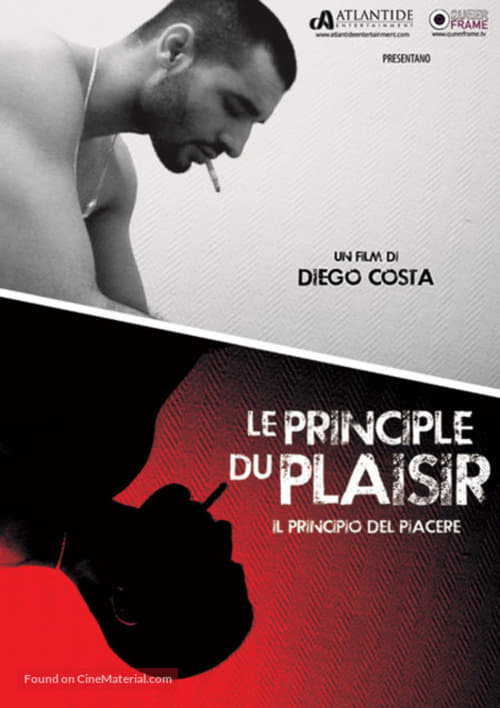 ATLANTIDE
ENTERTAINMENT
www.atlantideentertainment.com
QUEER
FRAME
www.queerframe.tv
PRESENTANO
UN FILM DI
DIEGO COSTA
LE PRINCIPLE
DU PLAISIR
IL PRINCIPIO DEL PIACERE
Found on CineMaterial.com